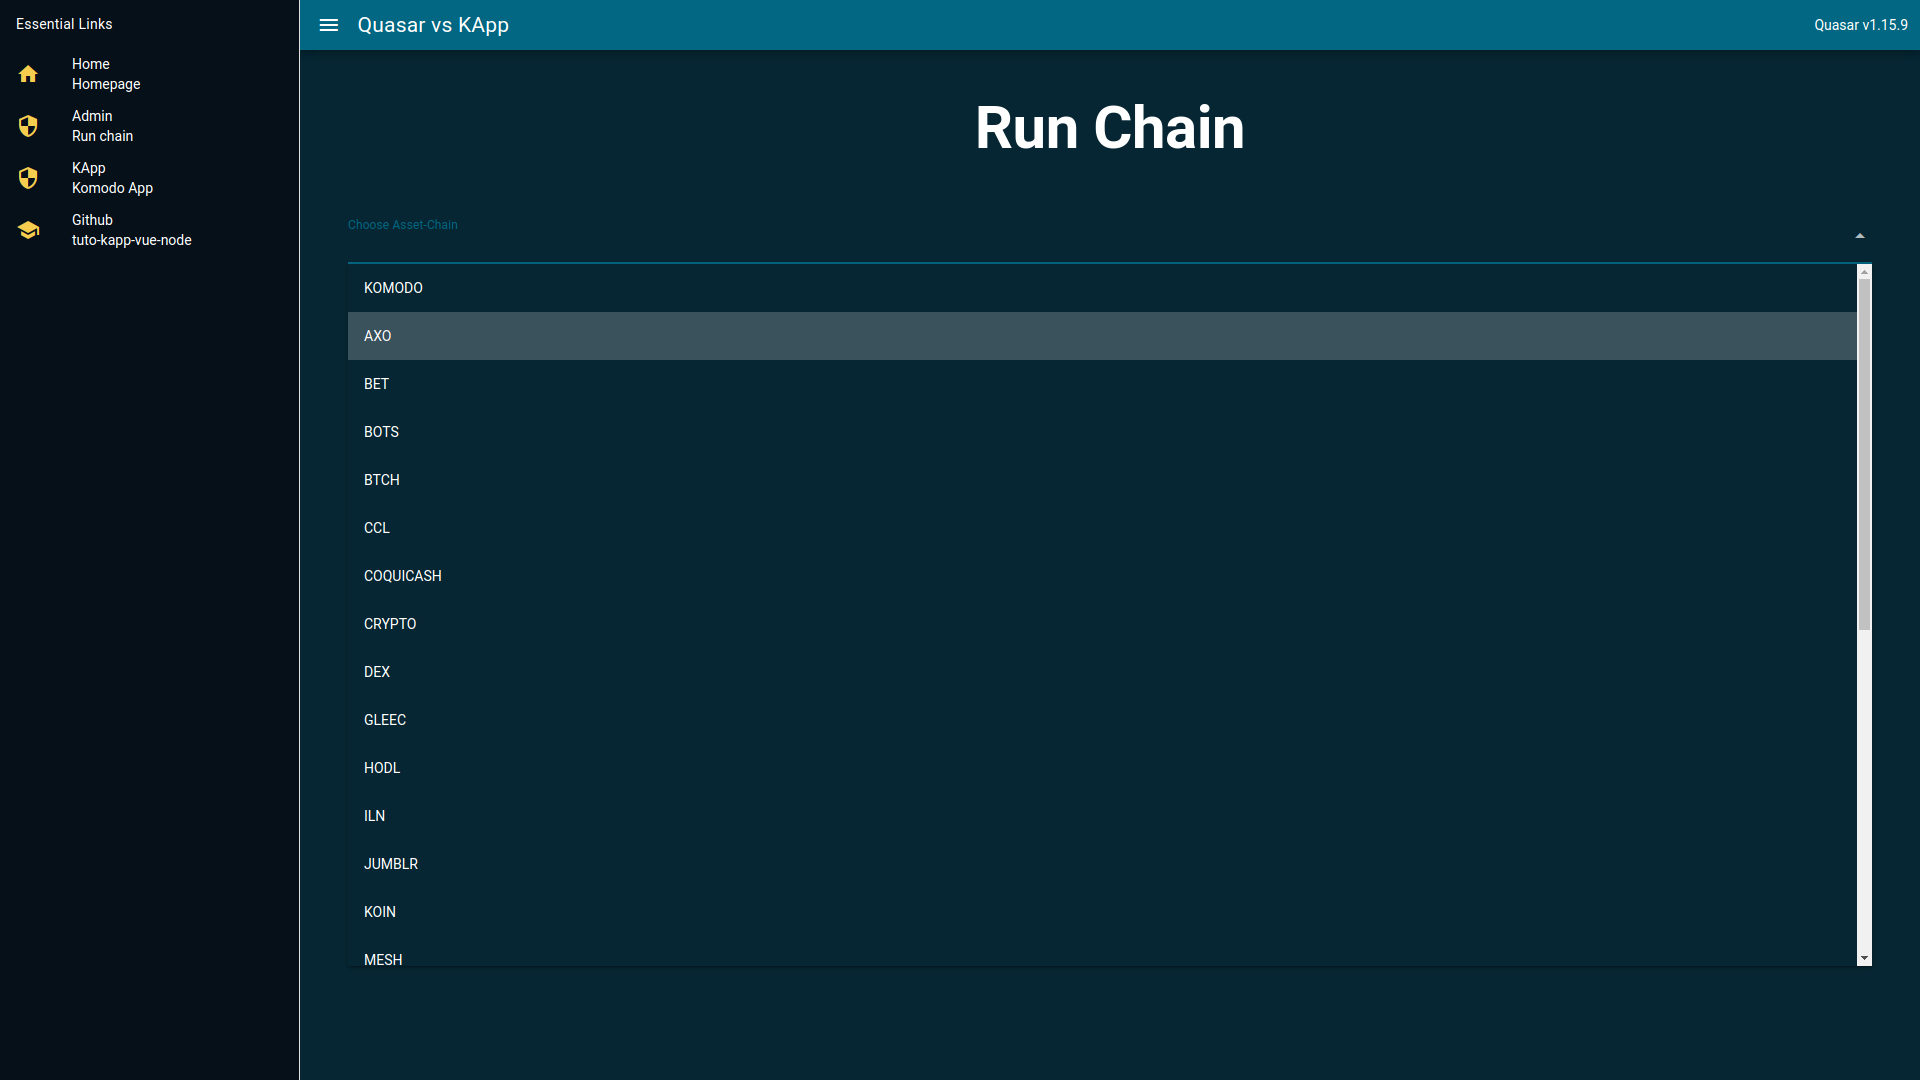 Essential Links
Home
Homepage
Admin
Run chain
KApp
Komodo App
Github
tuto-kapp-vue-node
Quasar vs KApp
Quasar v1.15.9
Run Chain
Choose Asset-Chain
KOMODO
AXO
BET
BOTS
BTCH
CCL
COQUICASH
CRYPTO
DEX
GLEEC
HODL
ILN
JUMBLR
KOIN
MESH